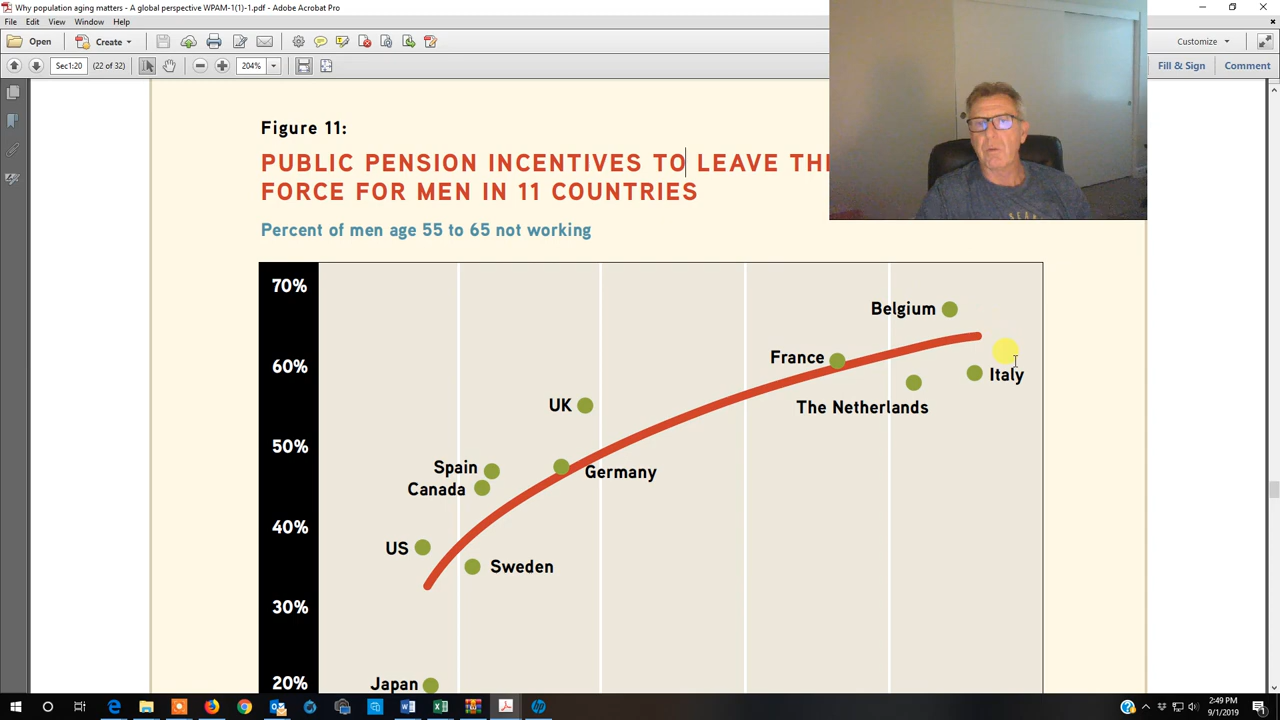 Why population aging matters - A global perspective WPAM-1(1)-1.pdf - Adobe Acrobat Pro
File Edit View Window Help
Open Create Customize
Sec1:20 (22 of 32) 204% Fill & Sign Comment
Figure 11:
PUBLIC PENSION INCENTIVES TO LEAVE TH
FORCE FOR MEN IN 11 COUNTRIES
Percent of men age 55 to 65 not working
70%
Belgium
France
60%
Italy
The Netherlands
UK
50%
Spain
Germany
Canada
40%
US
Sweden
30%
20%
Japan
2:49 PM
9/1/2019